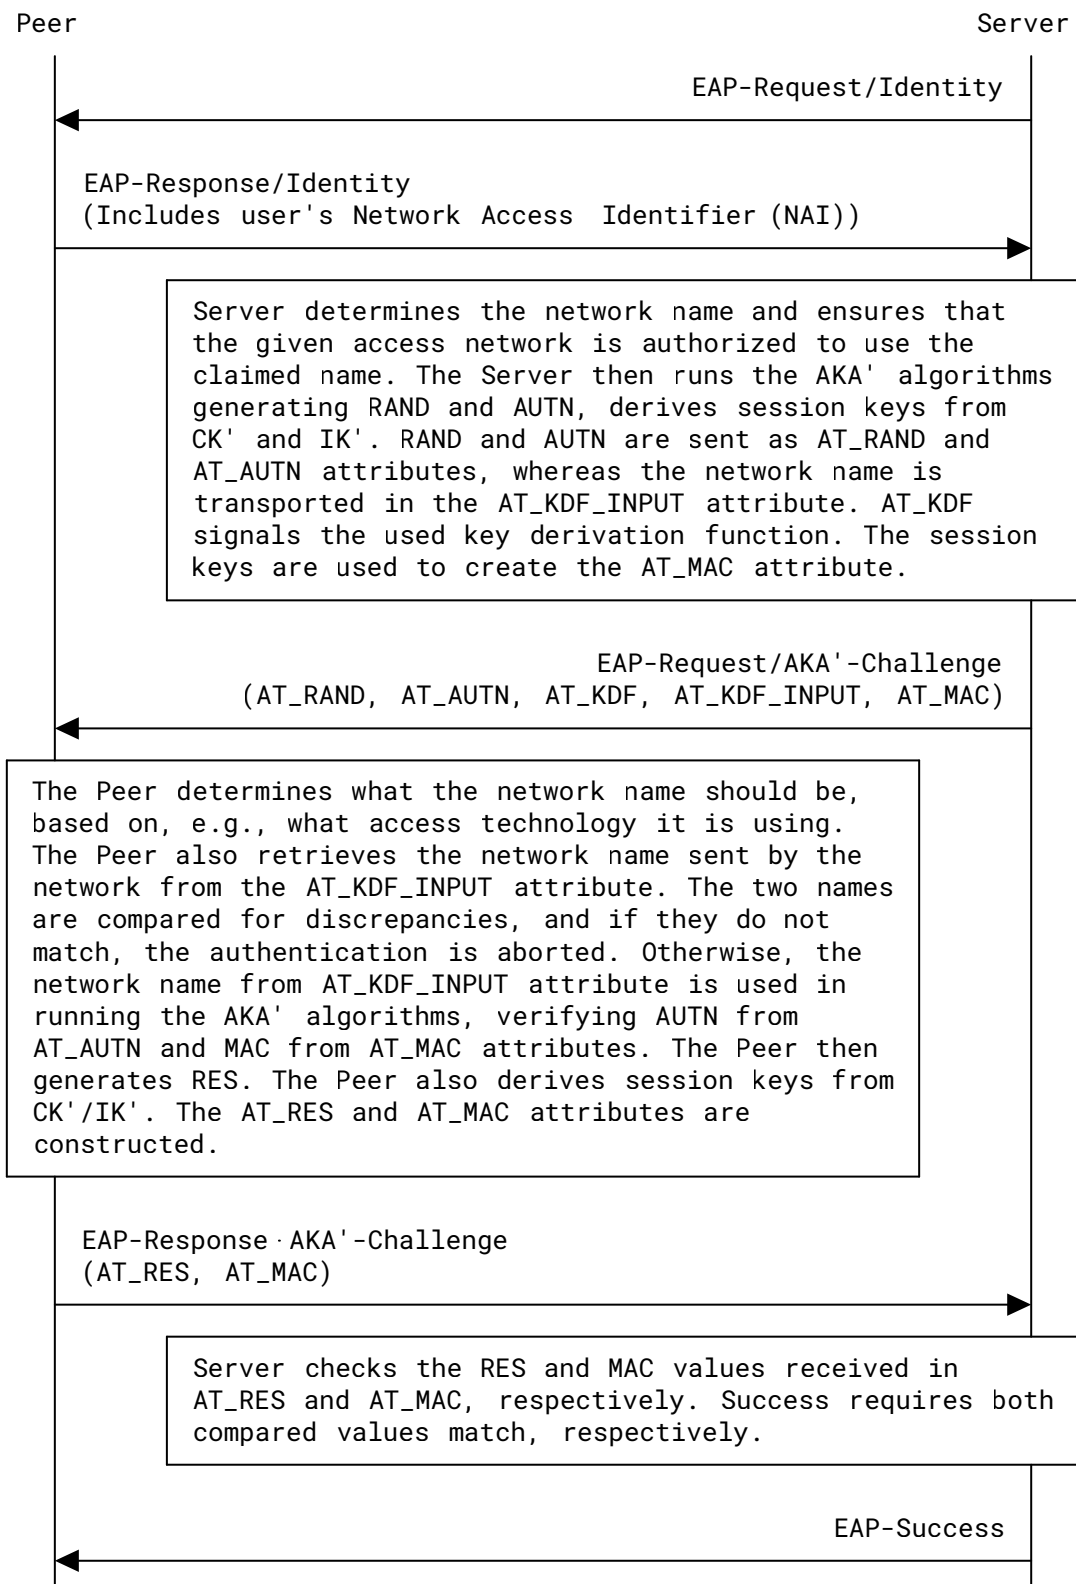 Peer Server
EAP-Request/Identity
EAP-Response/Identity
(Includes user's Network Access Identifier (NAI))
Server determines the network name and ensures that
the given access network is authorized to use the
claimed name. The Server then runs the AKA' algorithms
generating RAND and AUTN, derives session keys from
CK' and IK'. RAND and AUTN are sent as AT_RAND and
AT_AUTN attributes, whereas the network name is
transported in the AT_KDF_INPUT attribute. AT_KDF
signals the used key derivation function. The session
keys are used to create the AT_MAC attribute.
EAP-Request/AKA'-Challenge
(AT_RAND, AT_AUTN, AT_KDF, AT_KDF_INPUT, AT_MAC)
The Peer determines what the network name should be,
based on, e.g., what access technology it is using.
The Peer also retrieves the network name sent by the
network from the AT_KDF_INPUT attribute. The two names
are compared for discrepancies, and if they do not
match, the authentication is aborted. Otherwise, the
network name from AT_KDF_INPUT attribute is used in
running the AKA' algorithms, verifying AUTN from
AT_AUTN and MAC from AT_MAC attributes. The Peer then
generates RES. The Peer also derives session keys from
CK'/IK'. The AT_RES and AT_MAC attributes are
constructed.
EAP-Response · AKA'-Challenge
(AT_RES, AT_MAC)
Server checks the RES and MAC values received in
AT_RES and AT_MAC, respectively. Success requires both
compared values match, respectively.
EAP-Success